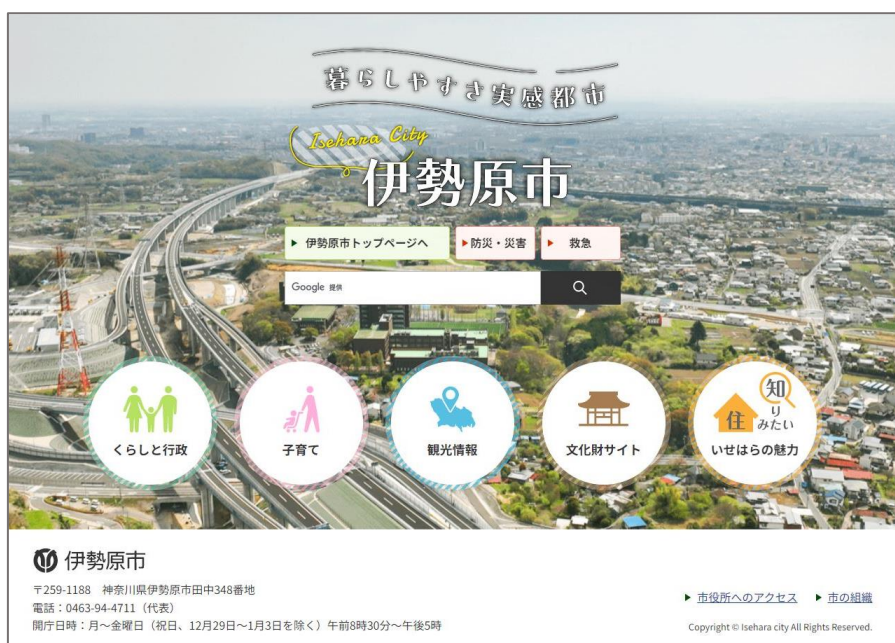 暮らしやすさ実感都市
Isehara City
伊勢原市
伊勢原市トップページへ
防災・災害
救急
Google 提供
くらしと行政
子育て
観光情報
文化財サイト
住
知りみたい
いせはらの魅力
伊勢原市
〒259-1188 神奈川県伊勢原市田中348番地
電話：0463-94-4711（代表）
開庁日時：月～金曜日（祝日、12月29日～1月3日を除く）午前8時30分～午後5時
市役所へのアクセス
市の組織
Copyright © Isehara city All Rights Reserved.